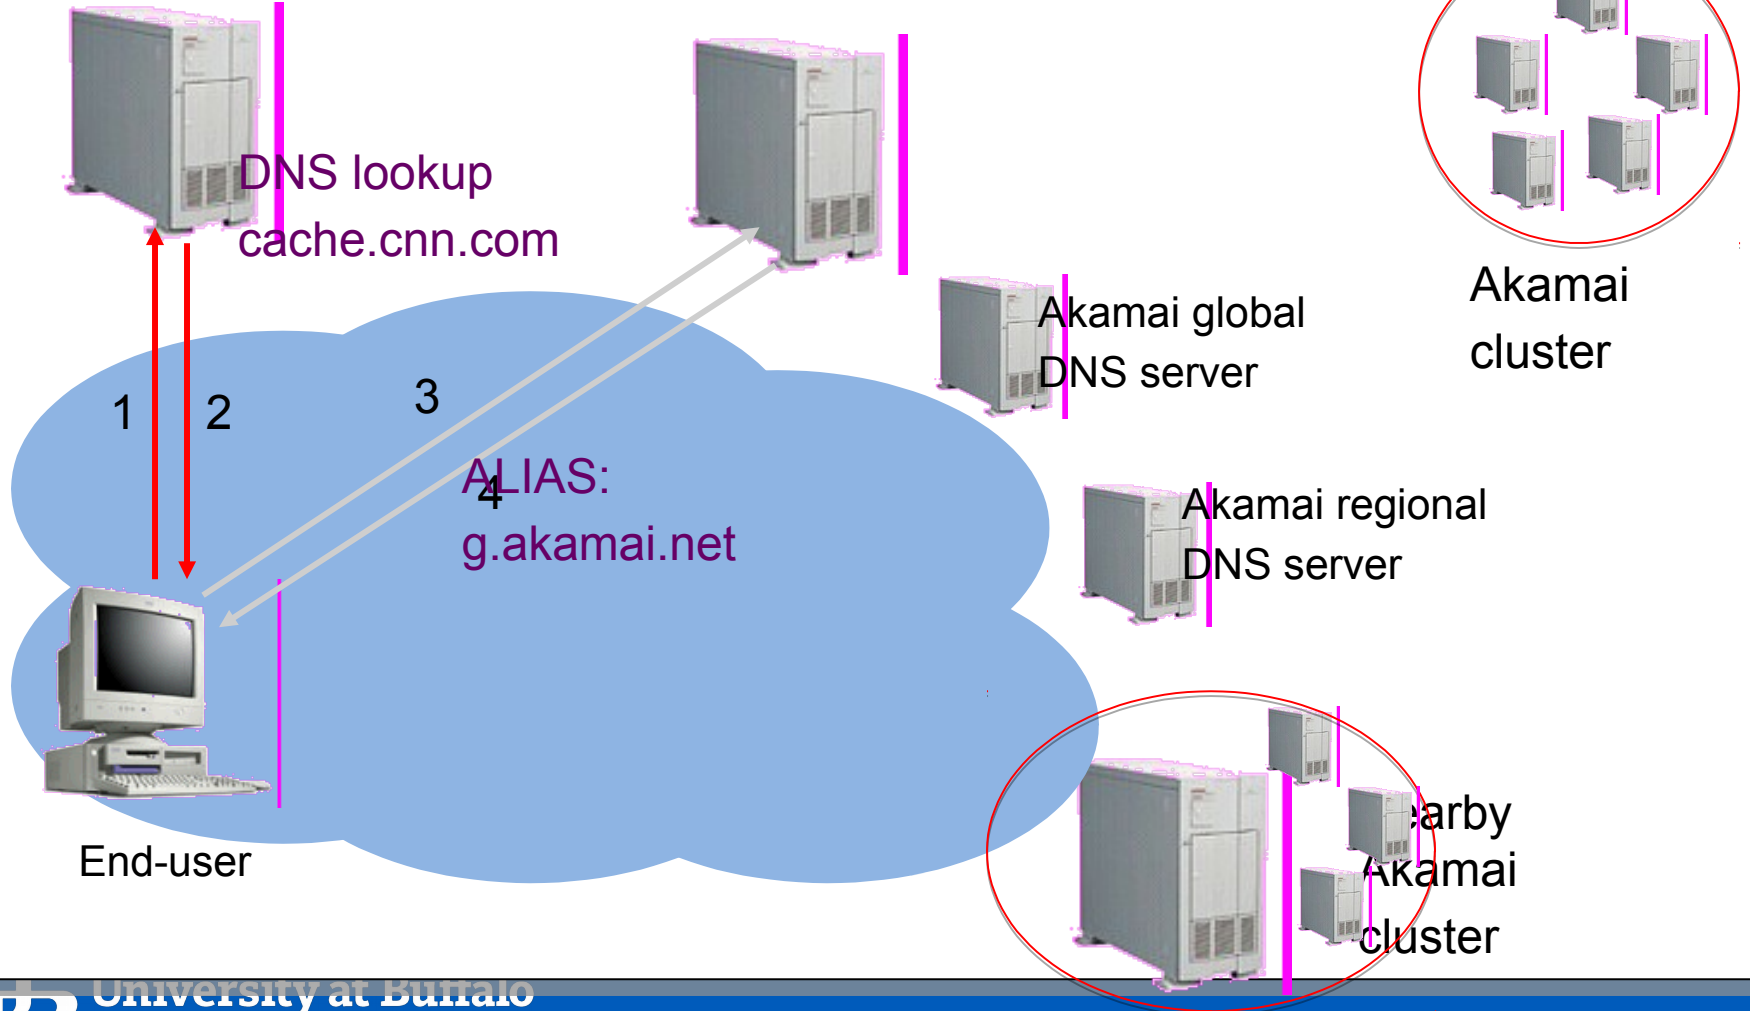 DNS lookup
cache.cnn.com
Akamai global
DNS server
Akamai
cluster
1
2
3
4
ALIAS:
g.akamai.net
Akamai regional
DNS server
End-user
Akamai
cluster
University at Buffalo